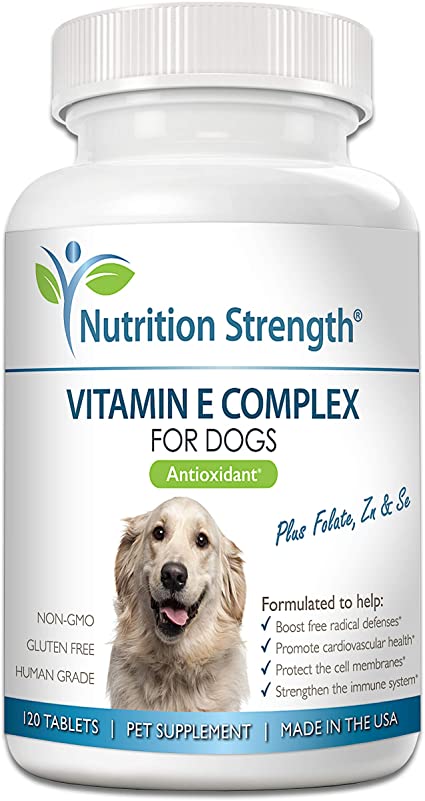 Nutrition Strength®
VITAMIN E COMPLEX
FOR DOGS
Antioxidant*
Plus Folate, Zn & Se
NON-GMO
GLUTEN FREE
HUMAN GRADE
Formulated to help:
✓ Boost free radical defenses*
✓ Promote cardiovascular health*
✓ Protect the cell membranes*
✓ Strengthen the immune system*
120 TABLETS | PET SUPPLEMENT | MADE IN THE USA